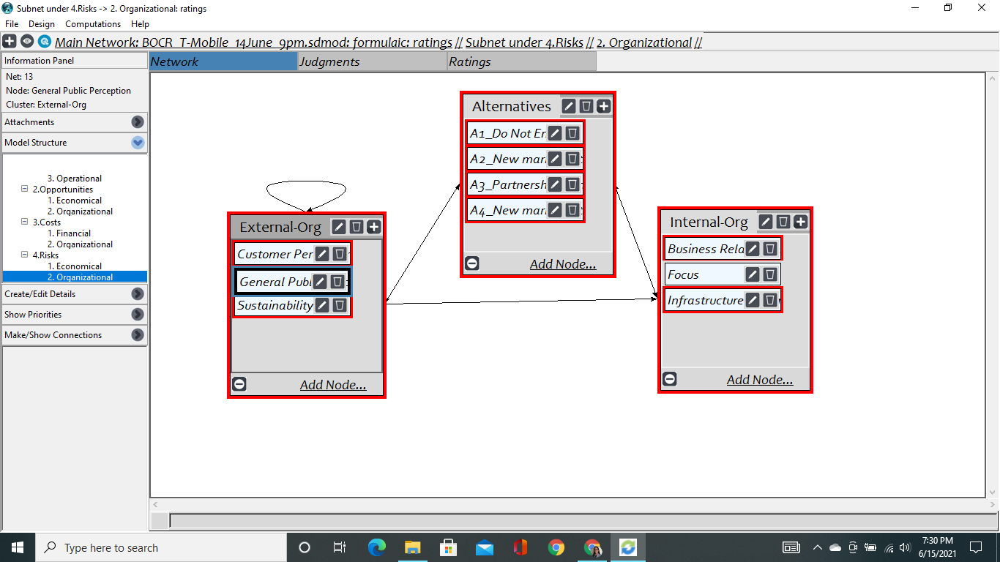 Subnet under 4.Risks -> 2. Organizational: ratings
File Design Computations Help
Main Network: BOCR_T-Mobile_14June_9pm.sdmod: formulaic: ratings // Subnet under 4.Risks // 2. Organizational //
Information Panel
Net: 13
Node: General Public Perception
Cluster: External-Org
Attachments
Model Structure
3. Operational
2.Opportunities
1. Economical
2. Organizational
3.Costs
1. Financial
2. Organizational
4.Risks
1. Economical
2. Organizational
Create/Edit Details
Show Priorities
Make/Show Connections
Network Judgments Ratings
Alternatives
A1_Do Not En
A2_New mar
A3_Partnersh
A4_New mar
Add Node...
External-Org
Customer Per
General Publ
Sustainability
Add Node...
Internal-Org
Business Rela
Focus
Infrastructure
Add Node...
Type here to search
7:30 PM
6/15/2021